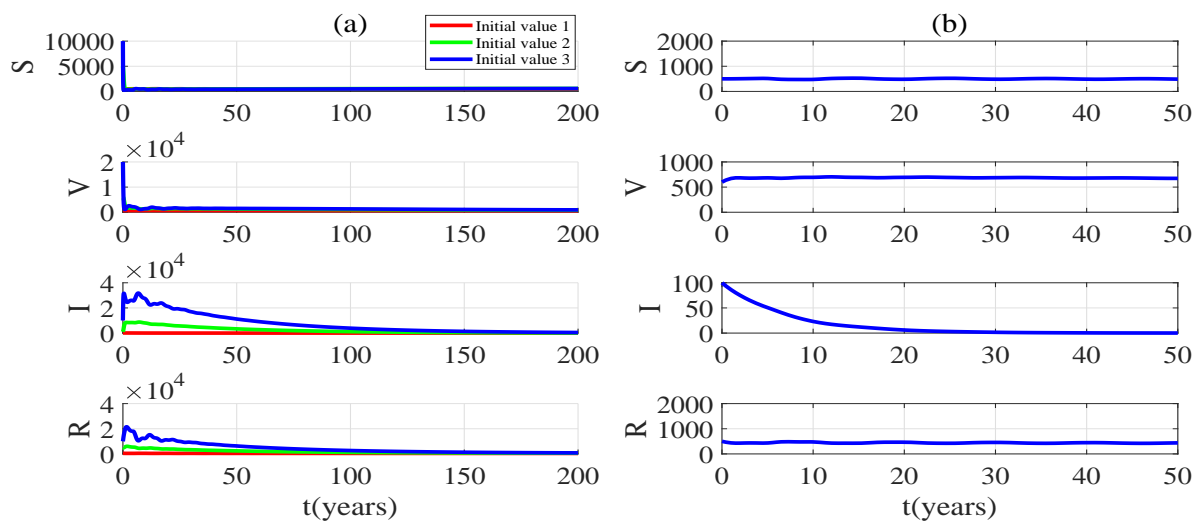 (a)
Initial value 1
Initial value 2
Initial value 3
S
10000
5000
0
0 50 100 150 200
×10^4
V
2
1
0
0 50 100 150 200
×10^4
I
4
2
0
0 50 100 150 200
×10^4
R
4
2
0
0 50 100 150 200
t(years)
(b)
S
2000
1000
0
0 10 20 30 40 50
V
1000
500
0
0 10 20 30 40 50
I
100
50
0
0 10 20 30 40 50
R
2000
1000
0
0 10 20 30 40 50
t(years)